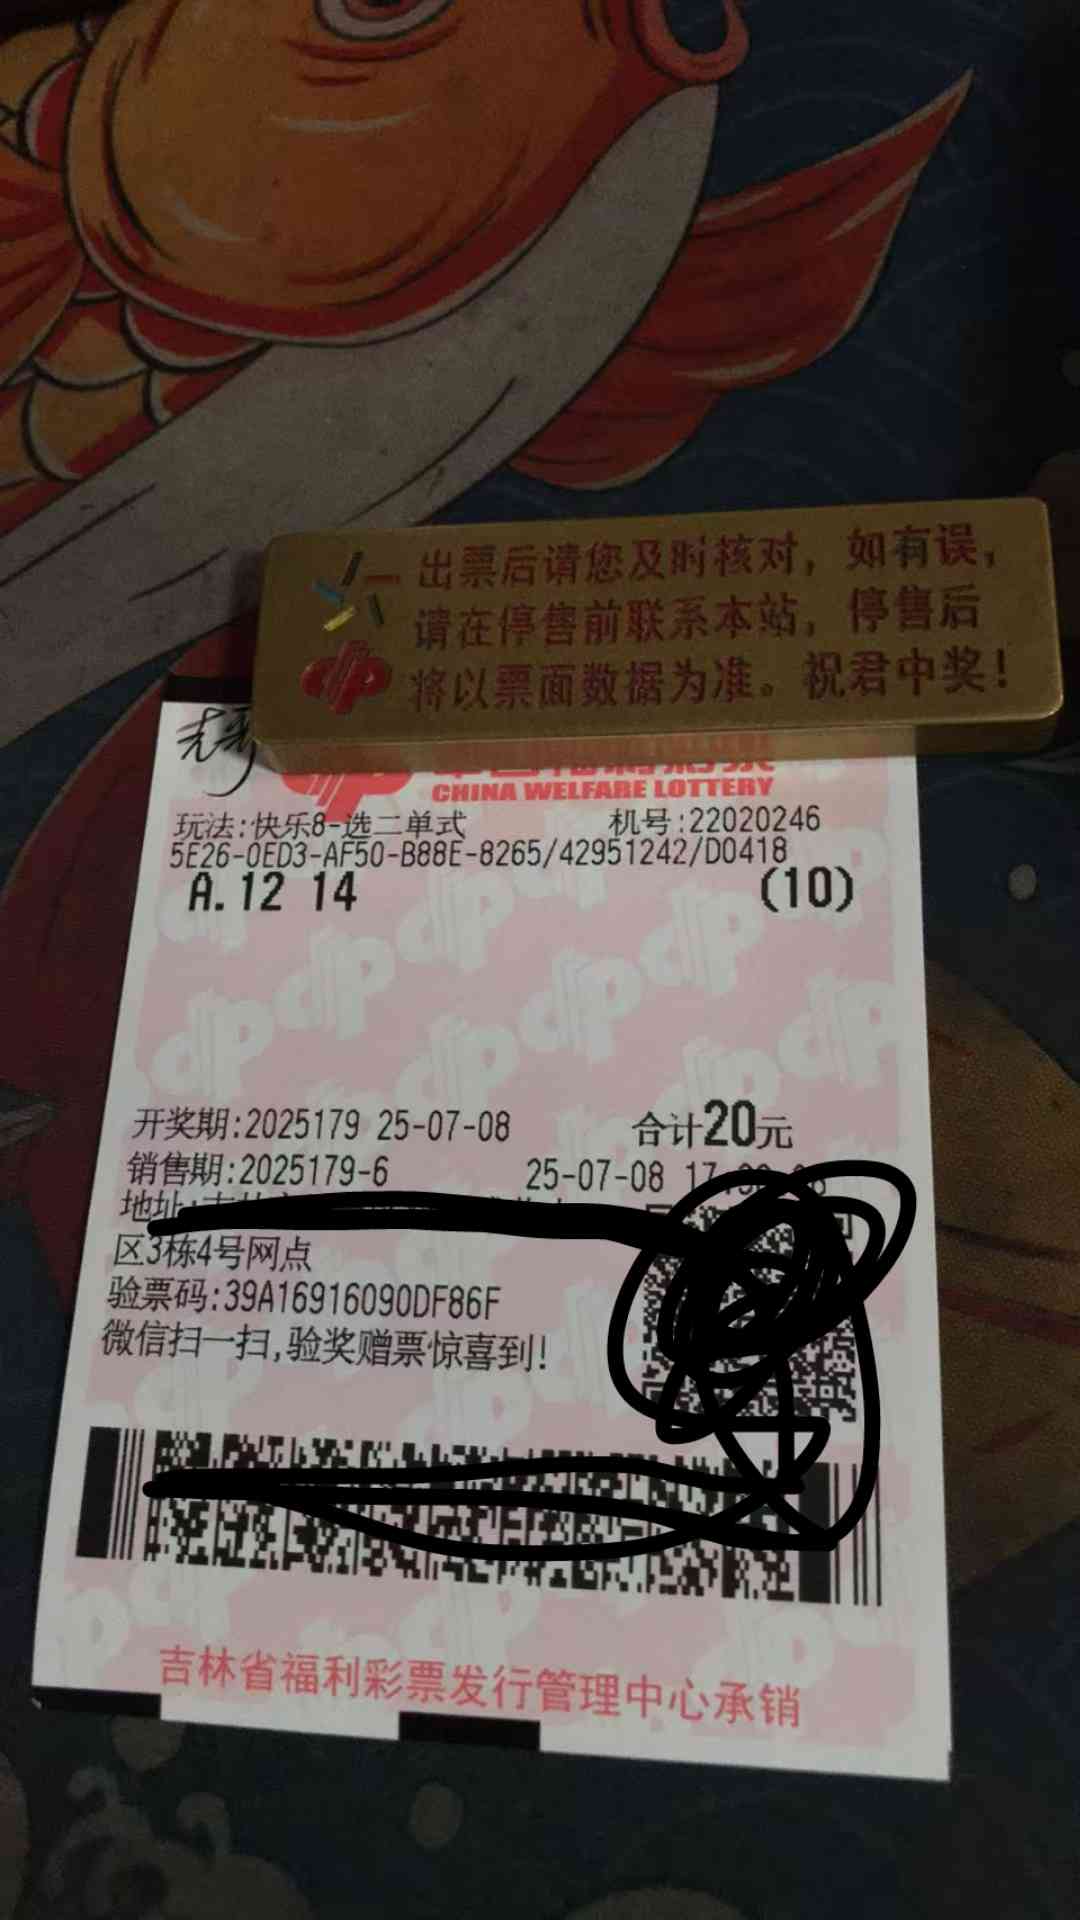 出票后请您及时核对，如有误，
请在停售前联系本站，停售后
将以票面数据为准。祝君中奖！
CHINA WELFARE LOTTERY
玩法:快乐8-选二单式 机号:22020246
5E26-0ED3-AF50-B88E-8265/42951242/D0418
A. 12 14 (10)
开奖期:2025179 25-07-08 合计20元
销售期:2025179-6 25-07-08
地址:
区3栋4号网点
验票码:39A16916090DF86F
微信扫一扫,验奖赠票惊喜到!
吉林省福利彩票发行管理中心承销